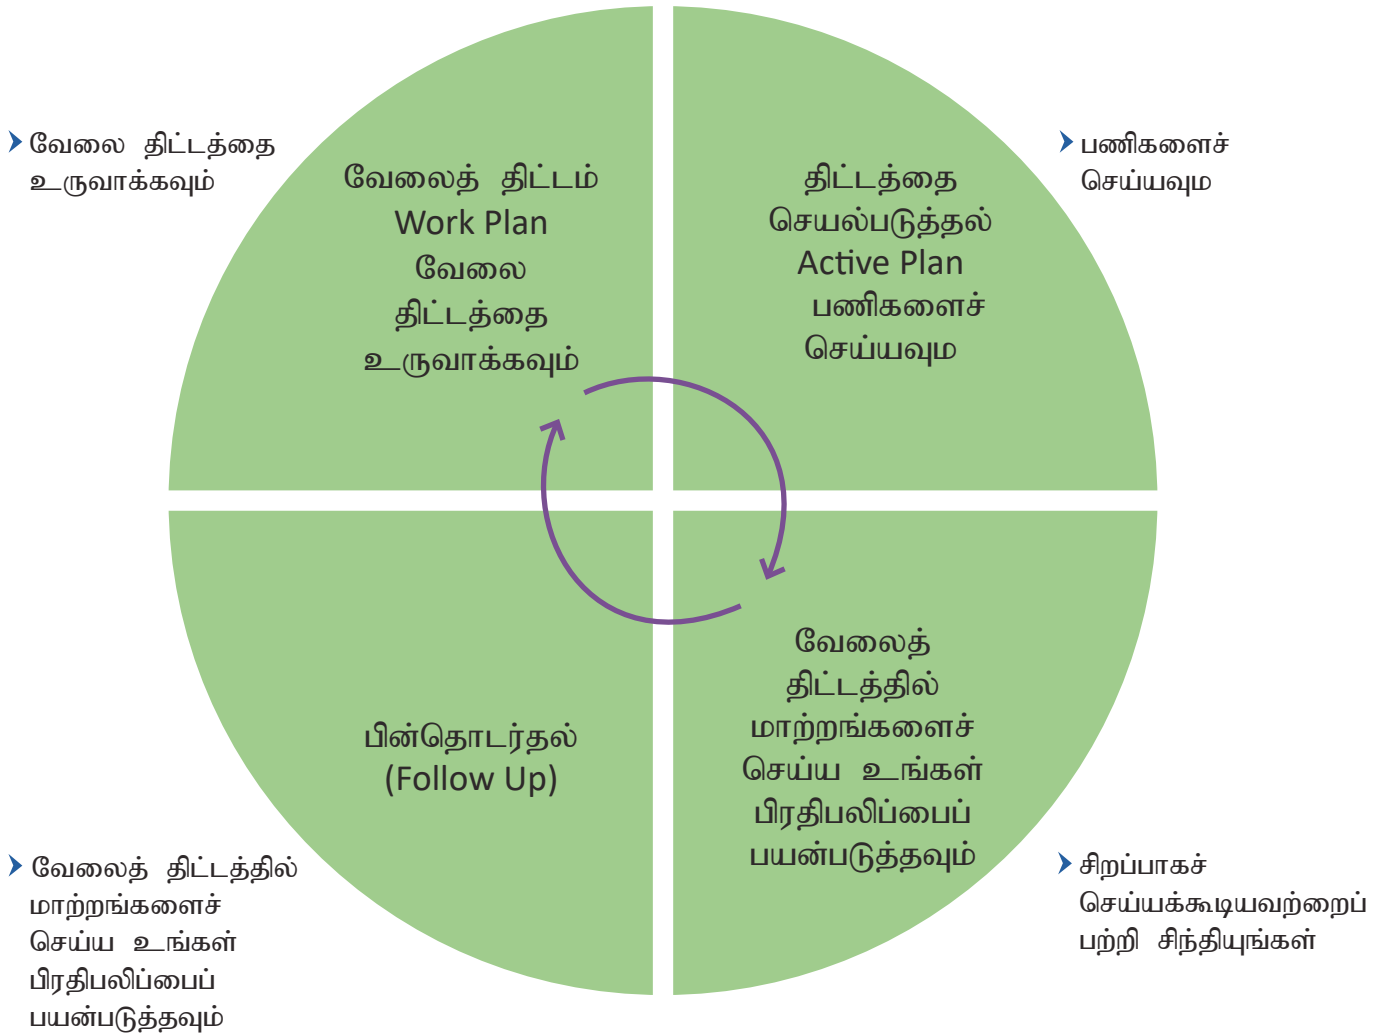 வேலை திட்டத்தை
உருவாக்கவும்
வேலைத் திட்டம்
Work Plan
வேலை
திட்டத்தை
உருவாக்கவும்
திட்டத்தை
செயல்படுத்தல்
Active Plan
பணிகளைச்
செய்யவும
பணிகளைச்
செய்யவும
பின்தொடர்தல்
(Follow Up)
வேலைத்
திட்டத்தில்
மாற்றங்களைச்
செய்ய உங்கள்
பிரதிபலிப்பைப்
பயன்படுத்தவும்
வேலைத் திட்டத்தில்
மாற்றங்களைச்
செய்ய உங்கள்
பிரதிபலிப்பைப்
பயன்படுத்தவும்
சிறப்பாகச்
செய்யக்கூடியவற்றைப்
பற்றி சிந்தியுங்கள்